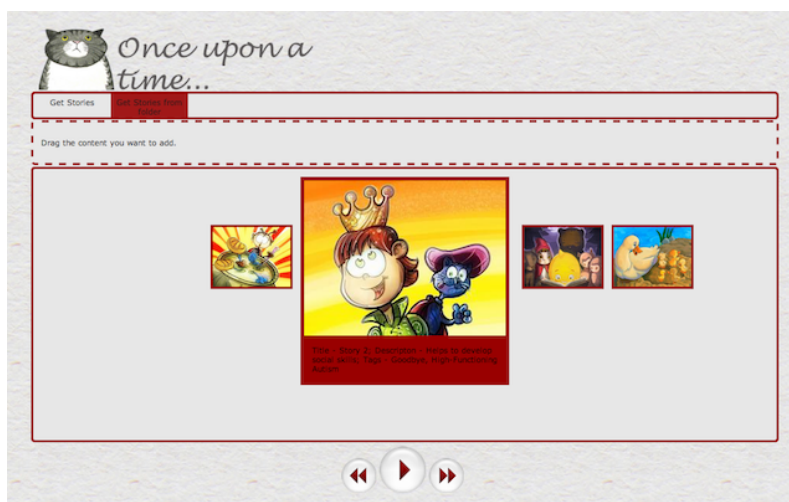 Once upon a
time...
Get Stories
Get Stories from
folder
Drag the content you want to add.
Title - Story 2; Description - Helps to develop
social skills; Tags - Goodbye, High-Functioning
Autism